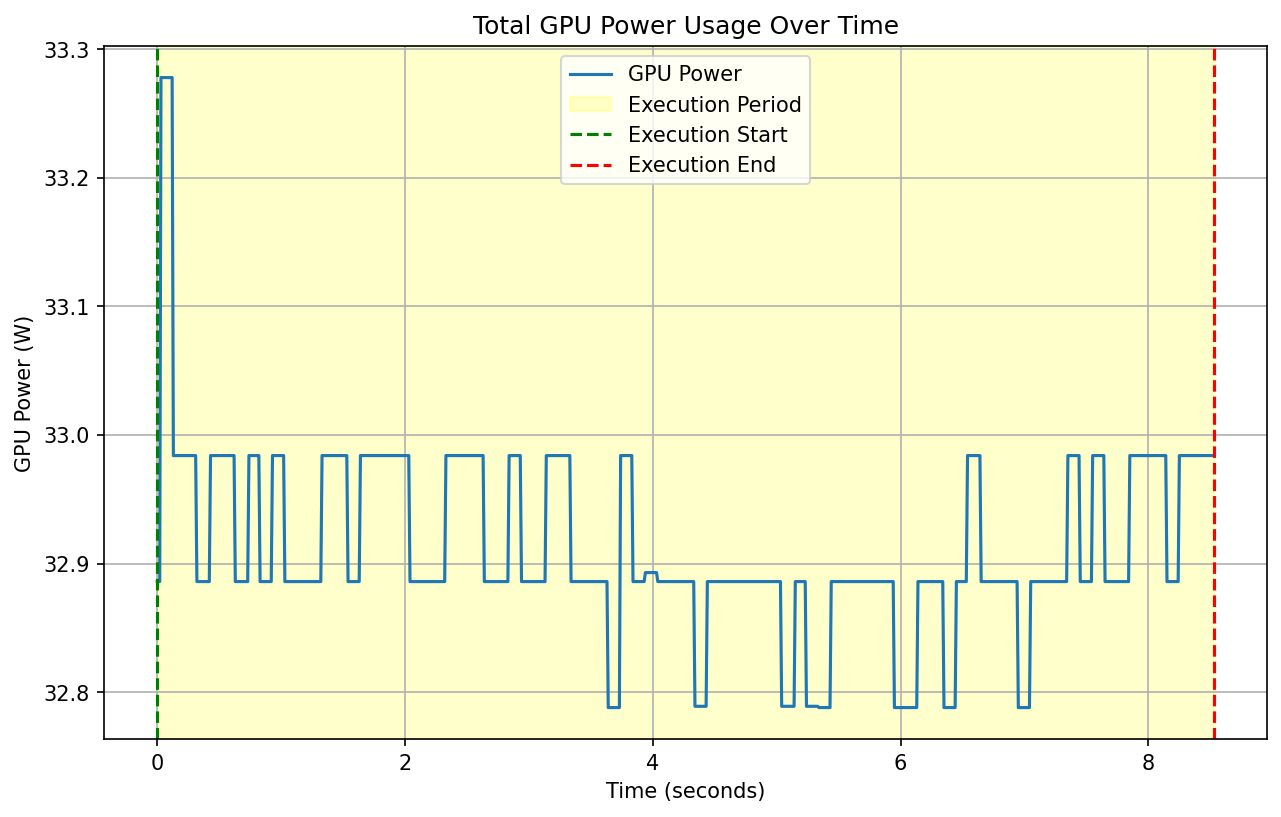 Total GPU Power Usage Over Time
GPU Power
Execution Period
Execution Start
Execution End
GPU Power (W)
33.3
33.2
33.1
33.0
32.9
32.8
0
2
4
6
8
Time (seconds)